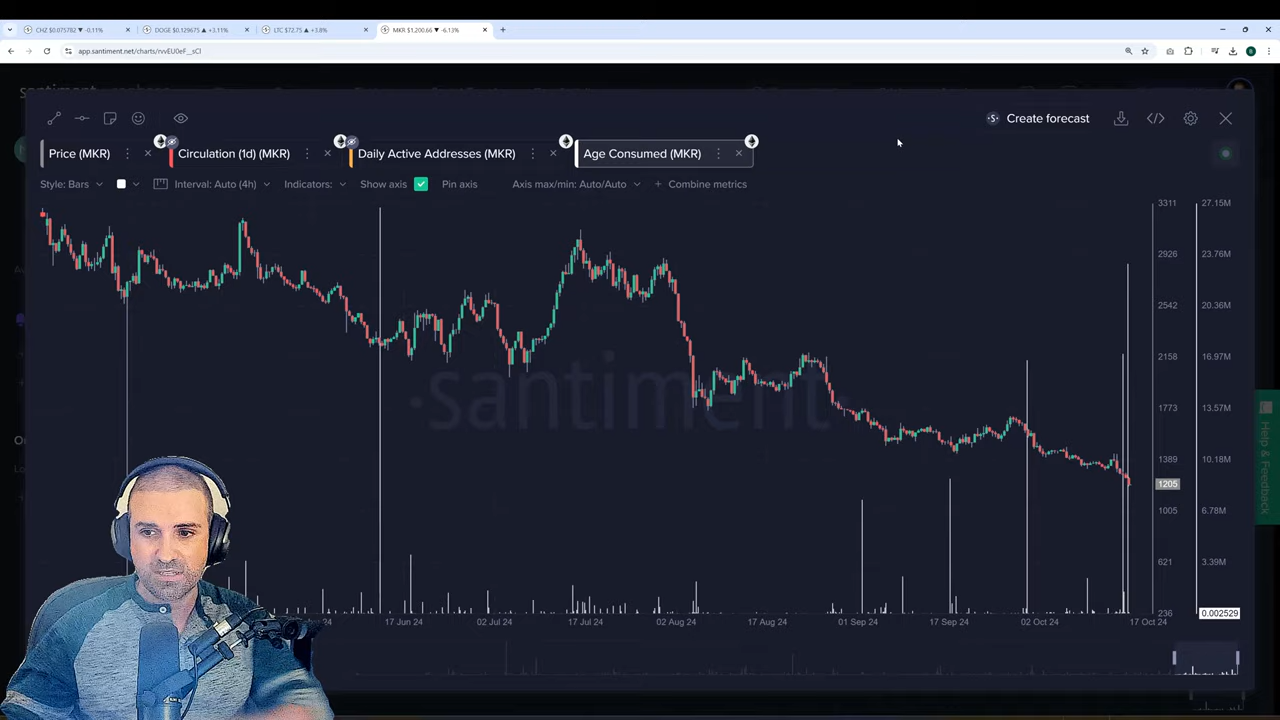 CHZ $0.075782 ▼ -0.11%
DOGE $0.129675 ▲ +3.11%
LTC $72.75 ▲ +3.8%
MKR $1,200.66 ▼ -6.13%
app.santiment.net/charts/rvvEU0eF_sCl
Create forecast
Price (MKR)
Circulation (1d) (MKR)
Daily Active Addresses (MKR)
Age Consumed (MKR)
Style: Bars
Interval: Auto (4h)
Indicators:
Show axis
Pin axis
Axis max/min: Auto/Auto
Combine metrics
3311 27.15M
2926 23.76M
2542 20.36M
2158 16.97M
1773 13.57M
1389 10.18M
1205
1005 6.78M
621 3.39M
236 0.002529
·santiment·
17 Jun 24
02 Jul 24
17 Jul 24
02 Aug 24
17 Aug 24
01 Sep 24
17 Sep 24
02 Oct 24
17 Oct 24
Help & Feedback